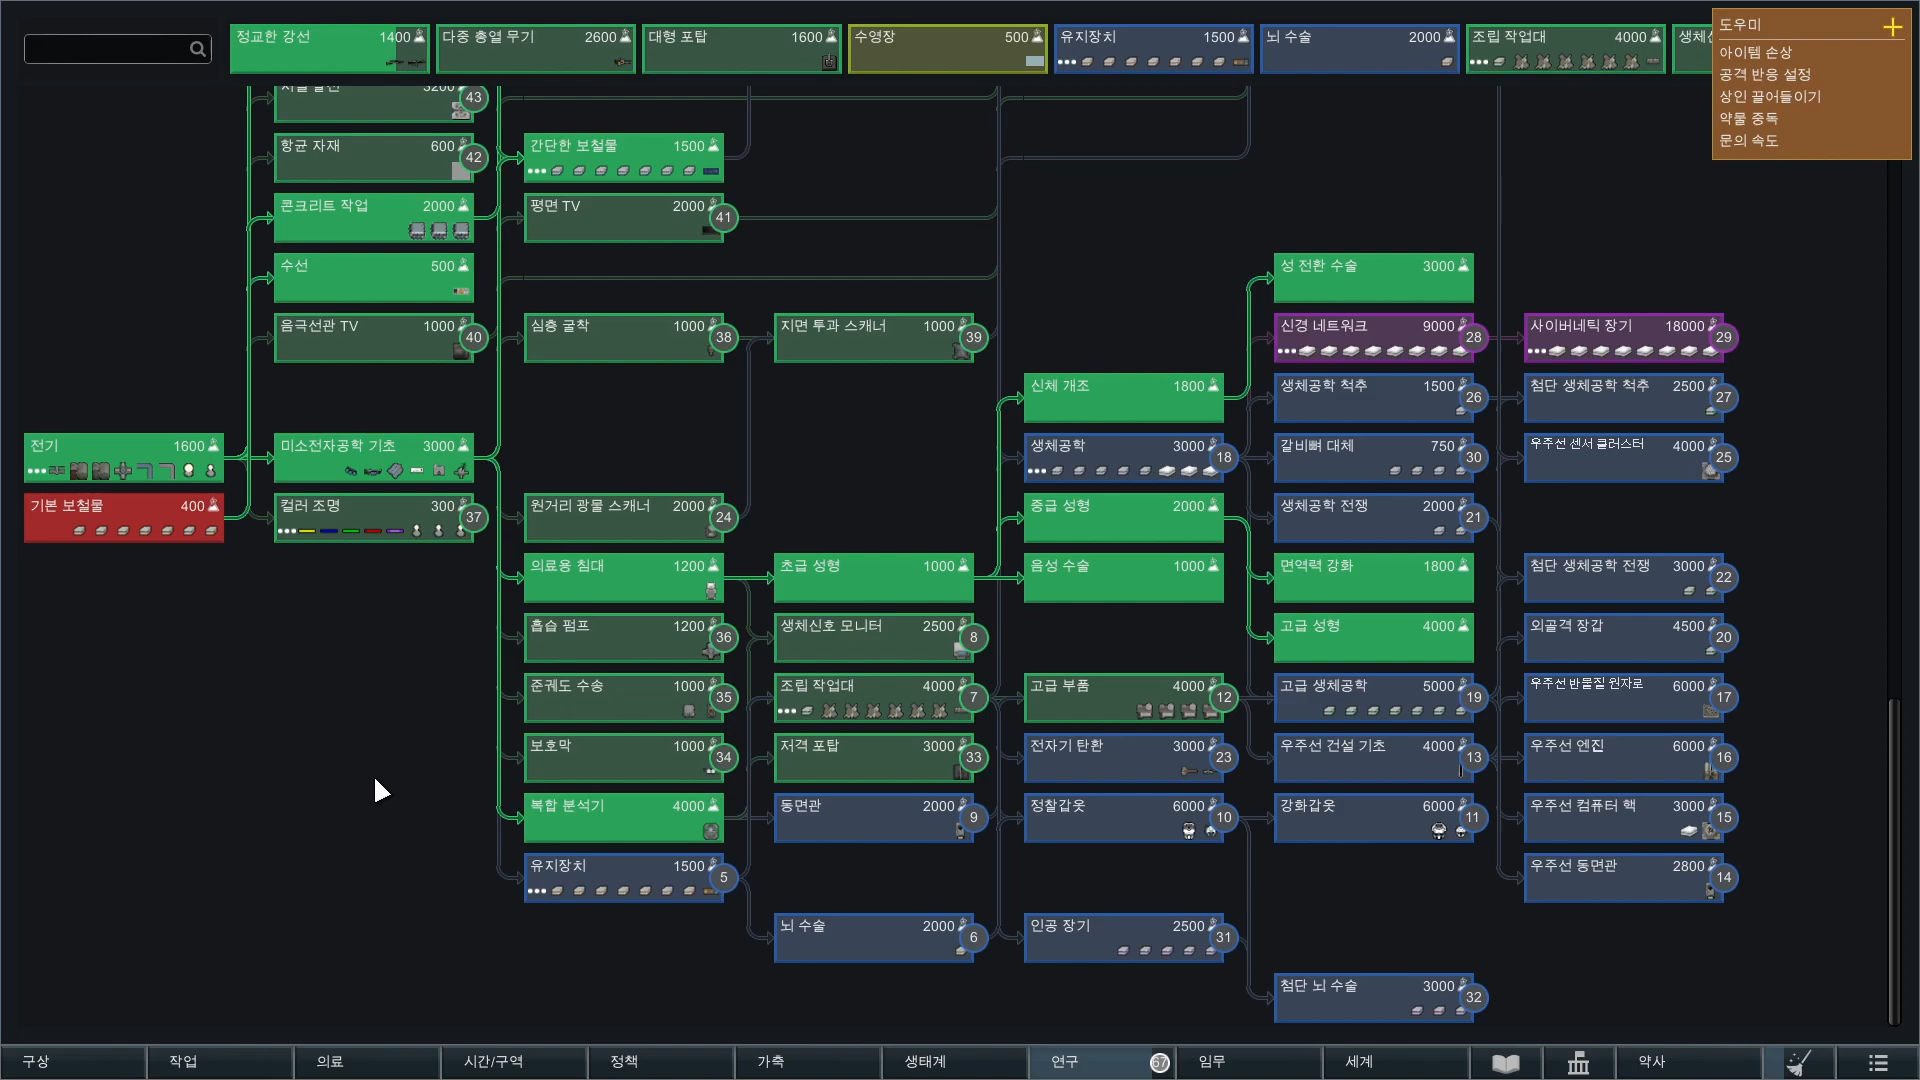 정교한 강선 1400
다중 총열 무기 2600
대형 포탑 1600
수영장 500
유지장치 1500
뇌 수술 2000
조립 작업대 4000
도우미
아이템 손상
공격 반응 설정
상인 끌어들이기
약물 중독
문의 속도
3200 43
항균 자재 600 42
간단한 보철물 1500
콘크리트 작업 2000
평면 TV 2000 41
수선 500
성 전환 수술 3000
음극선관 TV 1000 40
심층 굴착 1000 38
지면 투과 스캐너 1000 39
신경 네트워크 9000 28
사이버네틱 장기 18000 29
신체 개조 1800
생체공학 척추 1500 26
첨단 생체공학 척추 2500 27
전기 1600
미소전자공학 기초 3000
생체공학 3000 18
갈비뼈 대체 750 30
우주선 센서 클러스터 4000 25
기본 보철물 400
컬러 조명 300 37
원거리 광물 스캐너 2000 24
중급 성형 2000
생체공학 전쟁 2000 21
의료용 침대 1200
초급 성형 1000
음성 수술 1000
면역력 강화 1800
첨단 생체공학 전쟁 3000 22
흡습 펌프 1200 36
생체신호 모니터 2500 8
고급 성형 4000
외골격 장갑 4500 20
준궤도 수송 1000 35
조립 작업대 4000 7
고급 부품 4000 12
고급 생체공학 5000 19
우주선 반물질 원자로 6000 17
보호막 1000 34
저격 포탑 3000 33
전자기 탄환 3000 23
우주선 건설 기초 4000 13
우주선 엔진 6000 16
복합 분석기 4000
동면관 2000 9
정찰갑옷 6000 10
강화갑옷 6000 11
우주선 컴퓨터 핵 3000 15
유지장치 1500 5
우주선 동면관 2800 14
뇌 수술 2000 6
인공 장기 2500 31
첨단 뇌 수술 3000 32
구상
작업
의료
시간/구역
정책
가축
생태계
연구 67
임무
세계
약사